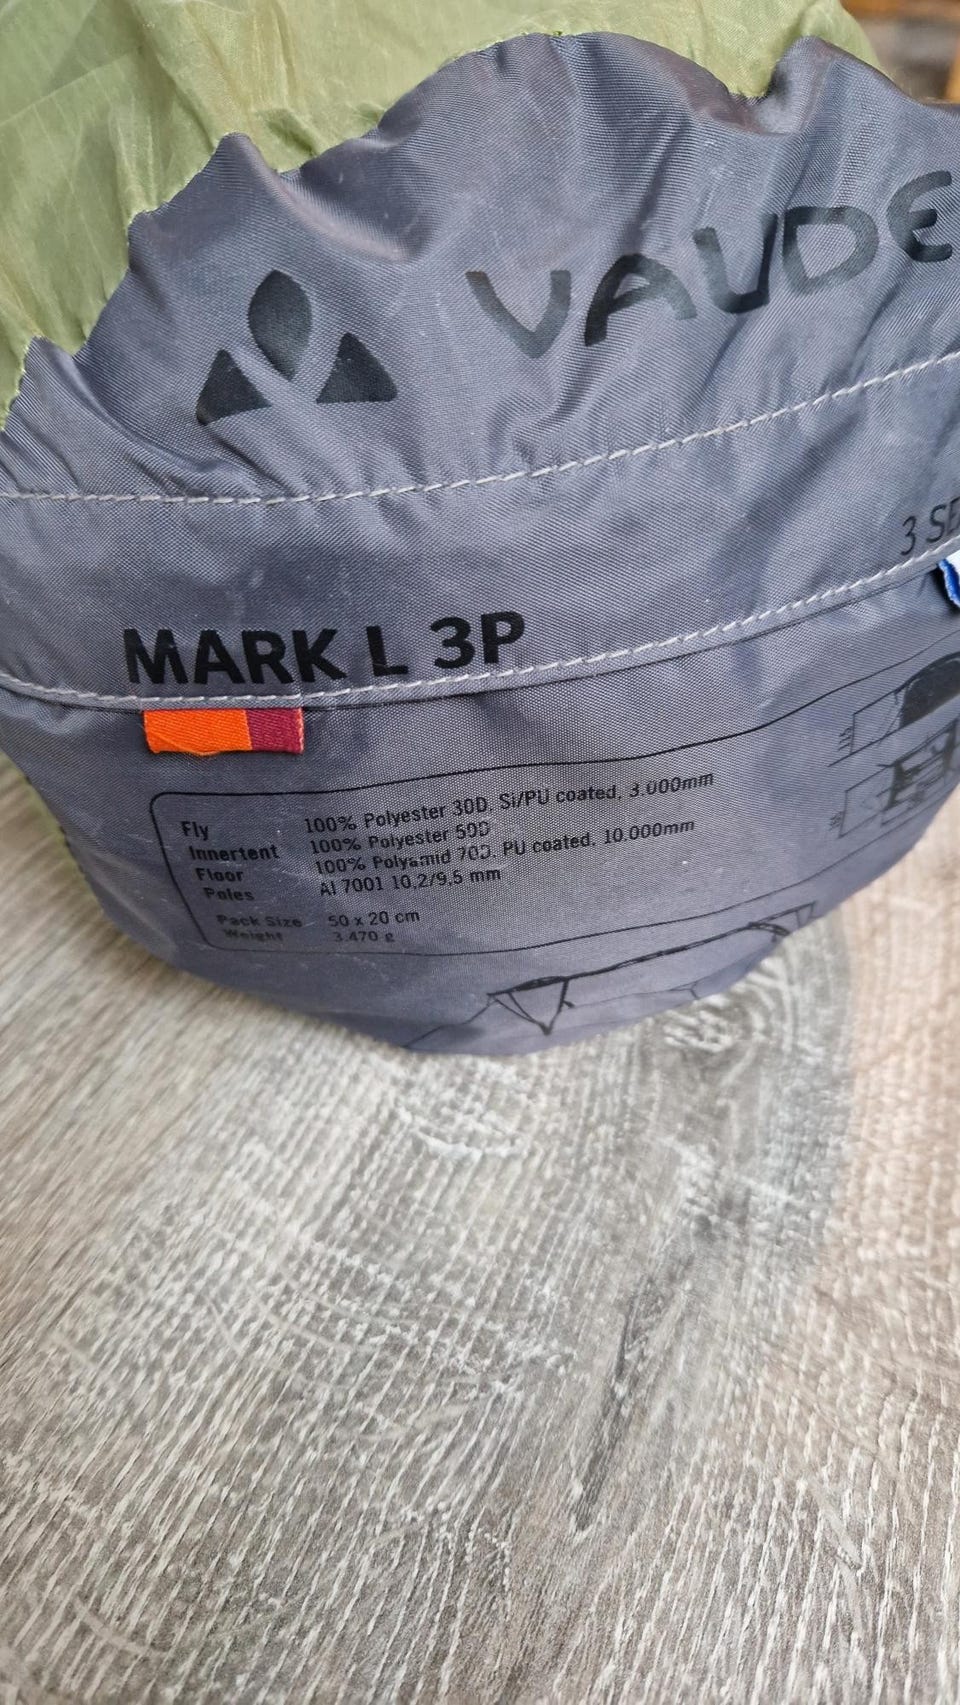 VAUDE
3 SE
MARK L 3P
Fly 100% Polyester 30D, Si/PU coated, 3.000mm
Innertent 100% Polyester 50D
Floor 100% Polyamid 70D, PU coated, 10.000mm
Poles Al 7001 10,2/9,5 mm
Pack Size 50 x 20 cm
Weight 3.470 g